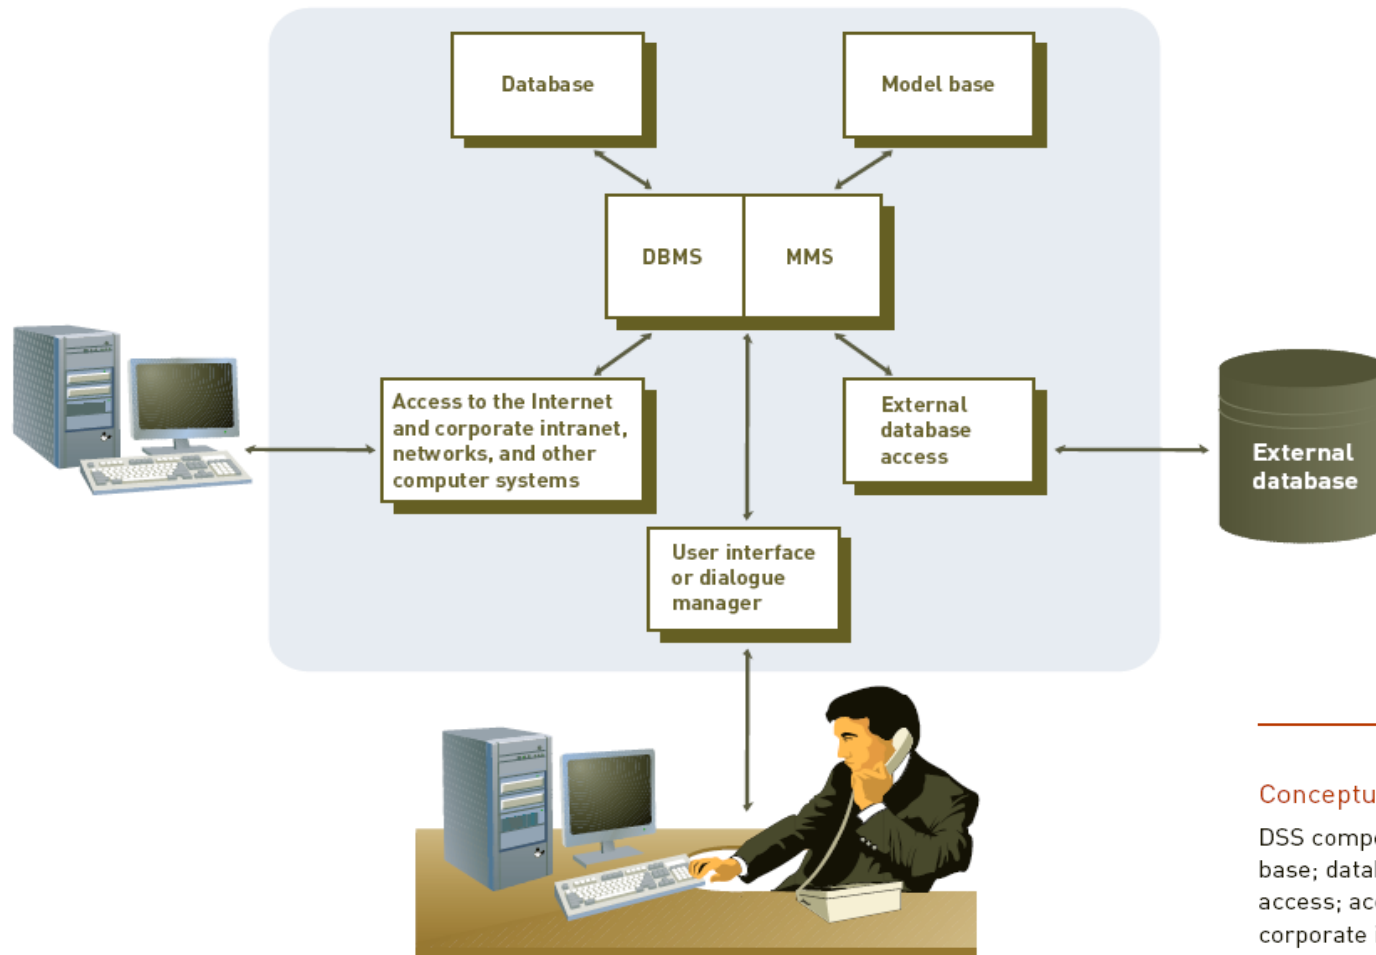 Database
Model base
DBMS
MMS
Access to the Internet
and corporate intranet,
networks, and other
computer systems
External
database
access
External
database
User interface
or dialogue
manager
DSS
base;
access;
corporate